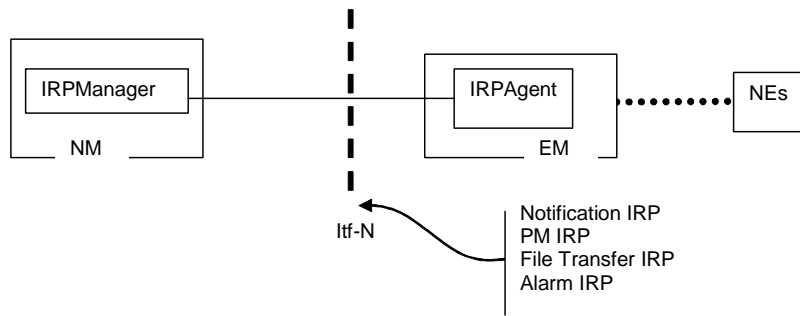 IRPManager
IRPAgent
NEs
NM
EM
Itf-N
Notification IRP
PM IRP
File Transfer IRP
Alarm IRP